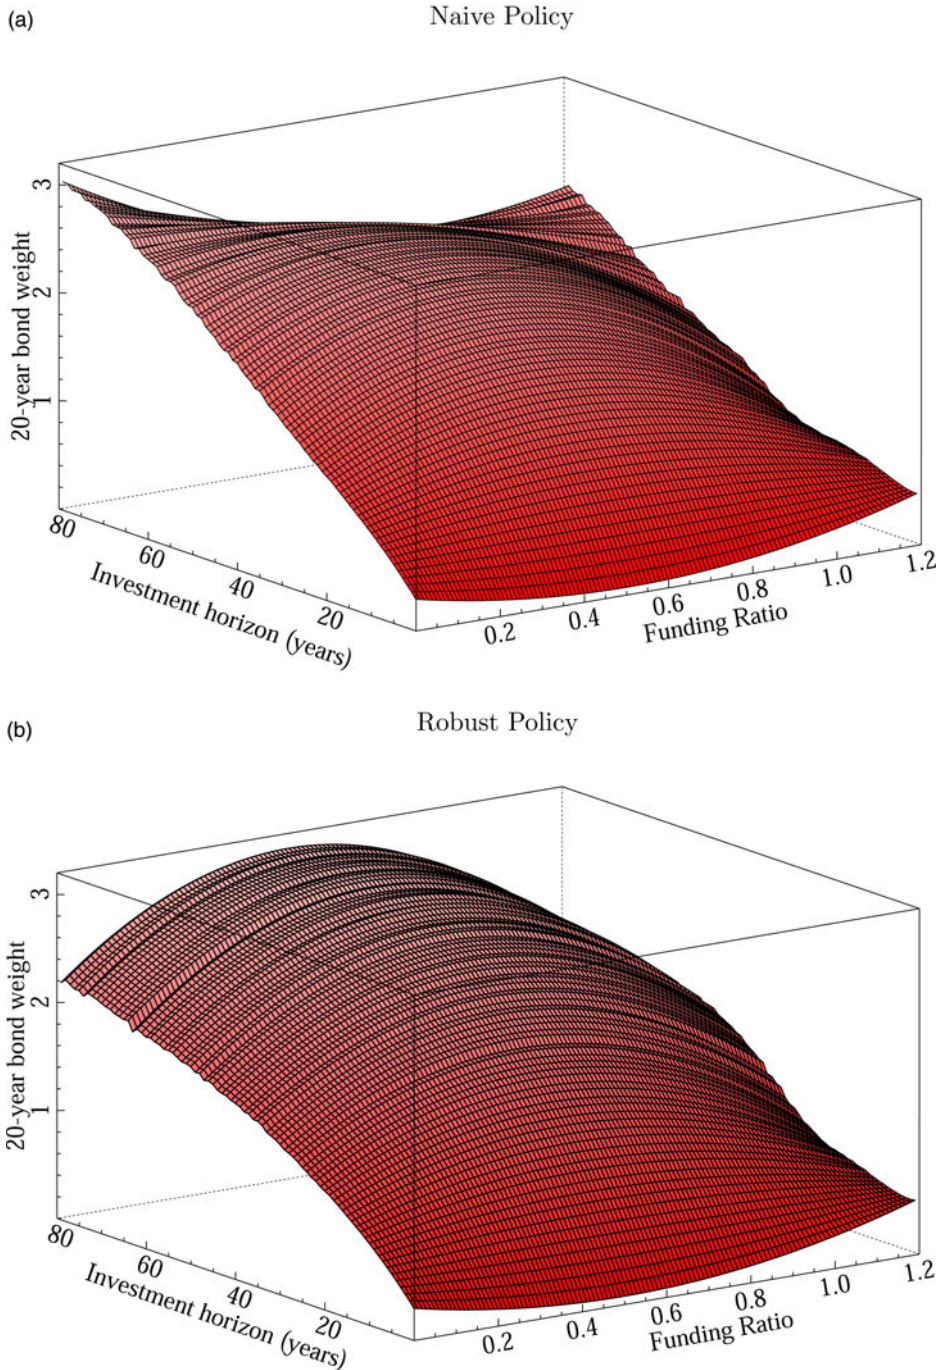 (a)
Naive Policy
3
2
1
20-year bond weight
80
60
40
20
Investment horizon (years)
0.2
0.4
0.6
0.8
1.0
1.2
Funding Ratio
(b)
Robust Policy
3
2
1
20-year bond weight
80
60
40
20
Investment horizon (years)
0.2
0.4
0.6
0.8
1.0
1.2
Funding Ratio